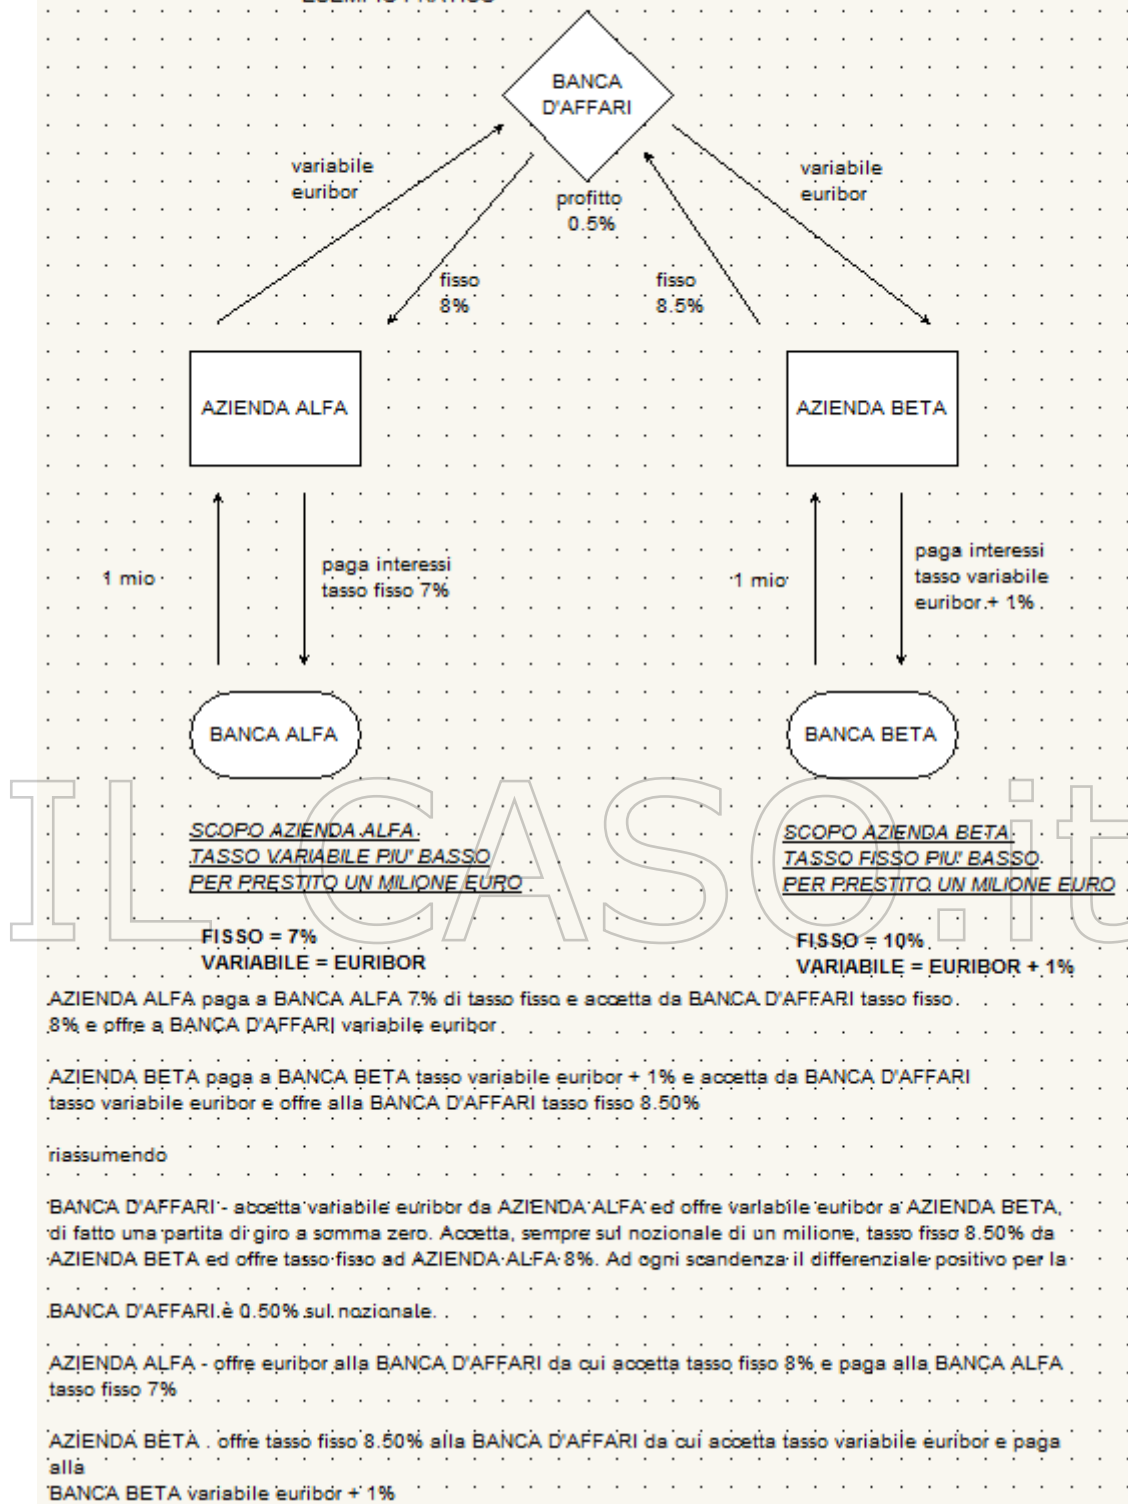 ESEMPIO PRATICO
BANCA
D'AFFARI
variabile
euribor
variabile
euribor
profitto
0.5%
fisso
8%
fisso
8.5%
AZIENDA ALFA
AZIENDA BETA
1 mio
paga interessi
tasso fisso 7%
1 mio
paga interessi
tasso variabile
euribor + 1%
BANCA ALFA
BANCA BETA
IL CASO.it
SCOPO AZIENDA ALFA
TASSO VARIABILE PIU' BASSO
PER PRESTITO UN MILIONE EURO
SCOPO AZIENDA BETA
TASSO FISSO PIU' BASSO
PER PRESTITO UN MILIONE EURO
FISSO = 7%
VARIABILE = EURIBOR
FISSO = 10%
VARIABILE = EURIBOR + 1%
AZIENDA ALFA paga a BANCA ALFA 7% di tasso fisso e accetta da BANCA D'AFFARI tasso fisso
8% e offre a BANCA D'AFFARI variabile euribor
AZIENDA BETA paga a BANCA BETA tasso variabile euribor + 1% e accetta da BANCA D'AFFARI
tasso variabile euribor e offre alla BANCA D'AFFARI tasso fisso 8.50%
riassumendo
BANCA D'AFFARI - accetta variabile euribor da AZIENDA ALFA ed offre variabile euribor a AZIENDA BETA,
di fatto una partita di giro a somma zero. Accetta, sempre sul nozionale di un milione, tasso fisso 8.50% da
AZIENDA BETA ed offre tasso fisso ad AZIENDA ALFA 8%. Ad ogni scandenza il differenziale positivo per la
BANCA D'AFFARI è 0.50% sul nozionale.
AZIENDA ALFA - offre euribor alla BANCA D'AFFARI da cui accetta tasso fisso 8% e paga alla BANCA ALFA
tasso fisso 7%
AZIENDA BETA . offre tasso fisso 8.50% alla BANCA D'AFFARI da cui accetta tasso variabile euribor e paga
alla
BANCA BETA variabile euribor + 1%